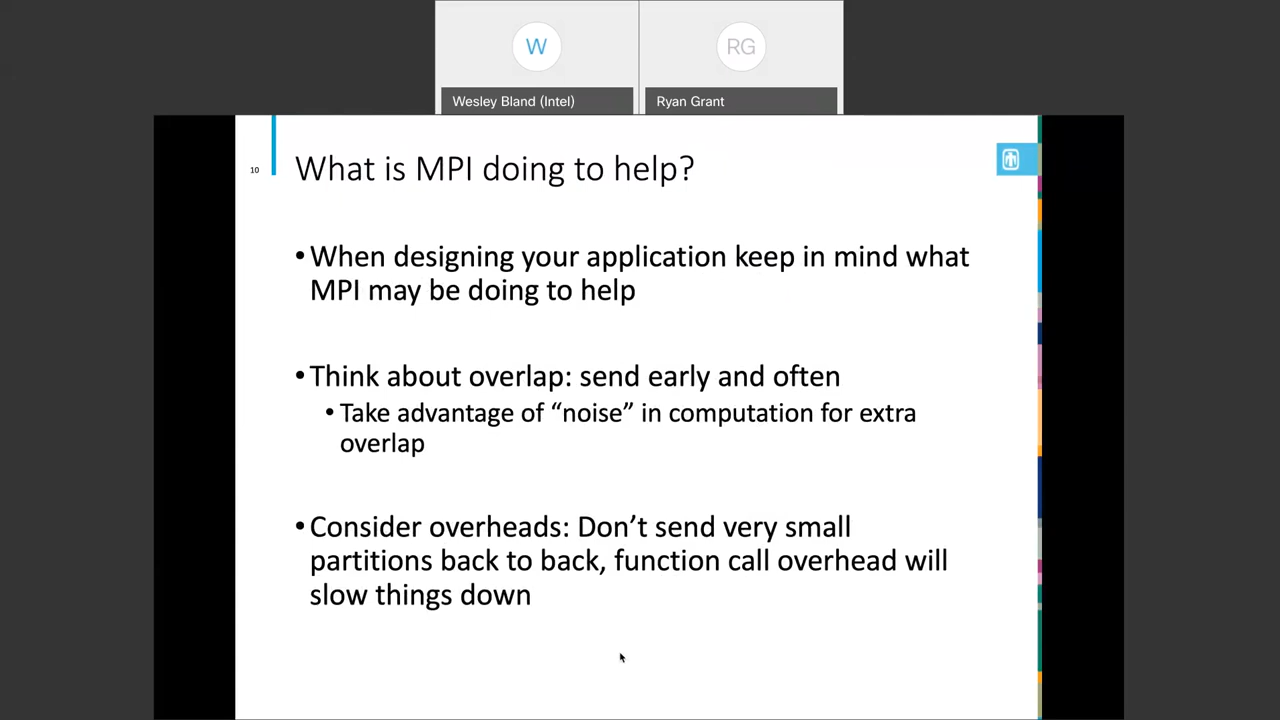 W
RG
Wesley Bland (Intel)
Ryan Grant
10
What is MPI doing to help?
• When designing your application keep in mind what
MPI may be doing to help
• Think about overlap: send early and often
• Take advantage of “noise” in computation for extra
overlap
• Consider overheads: Don’t send very small
partitions back to back, function call overhead will
slow things down